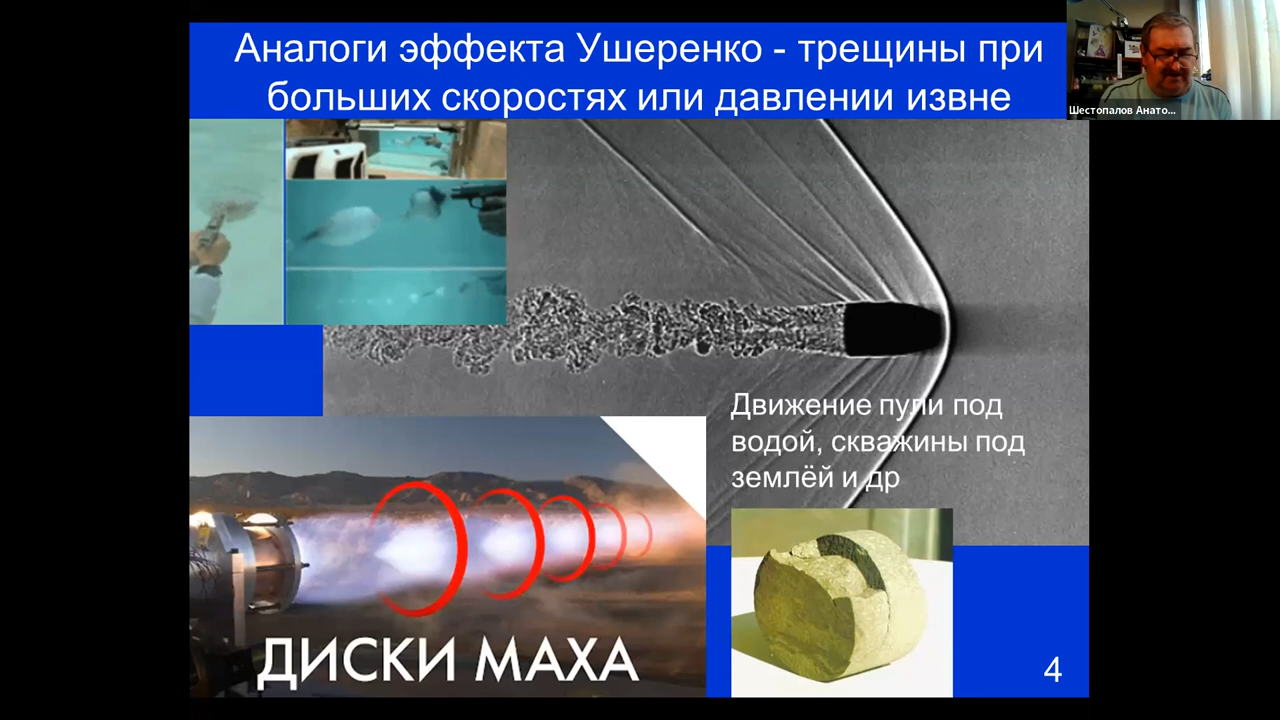 Аналоги эффекта Ушеренко - трещины при
больших скоростях или давлении извне
Шестопалов Анато...
Движение пули под
водой, скважины под
землёй и др
ДИСКИ МАХА
4